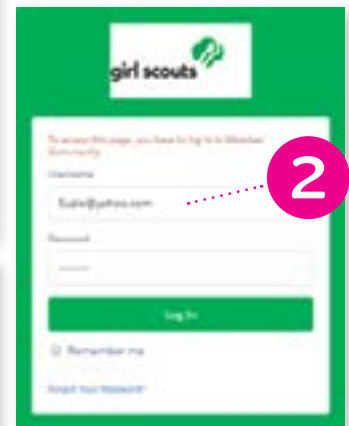 girl scouts
To access this page, you have to log in to Member
Community.
Username
2
Password
Log In
Remember me
Forgot Your Password?